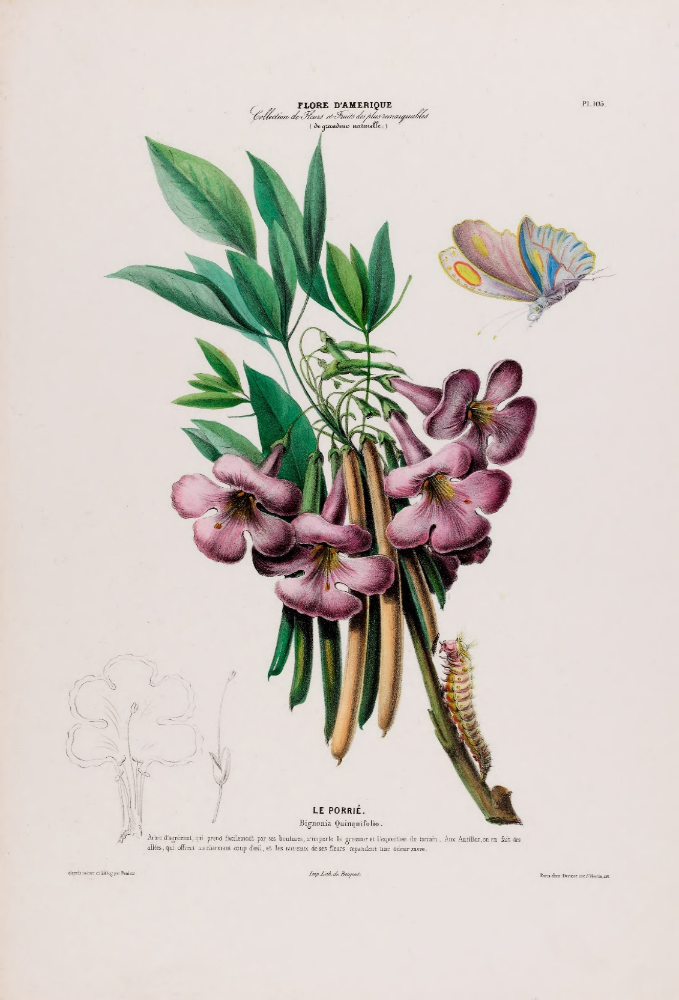 FLORE D'AMERIQUE
Pl. 105.
Collection de Fleurs et Fruits des plus remarquables
( de grandeur naturelle. )
LE PORRIÉ.
Bignonia Quinquifolio.
Arbre d'agrément, qui prend facilement par ses boutures, n'importe la grosseur et l'exposition du terrain. Aux Antilles, on en fait des
allées, qui offrent un charmant coup d'œil, et les rameaux de ses fleurs repandent une odeur suave.
d'après nature et Lithog par Denisse
Imp Lith. de Becquet.
Paris chez Denisse rue St Martin,